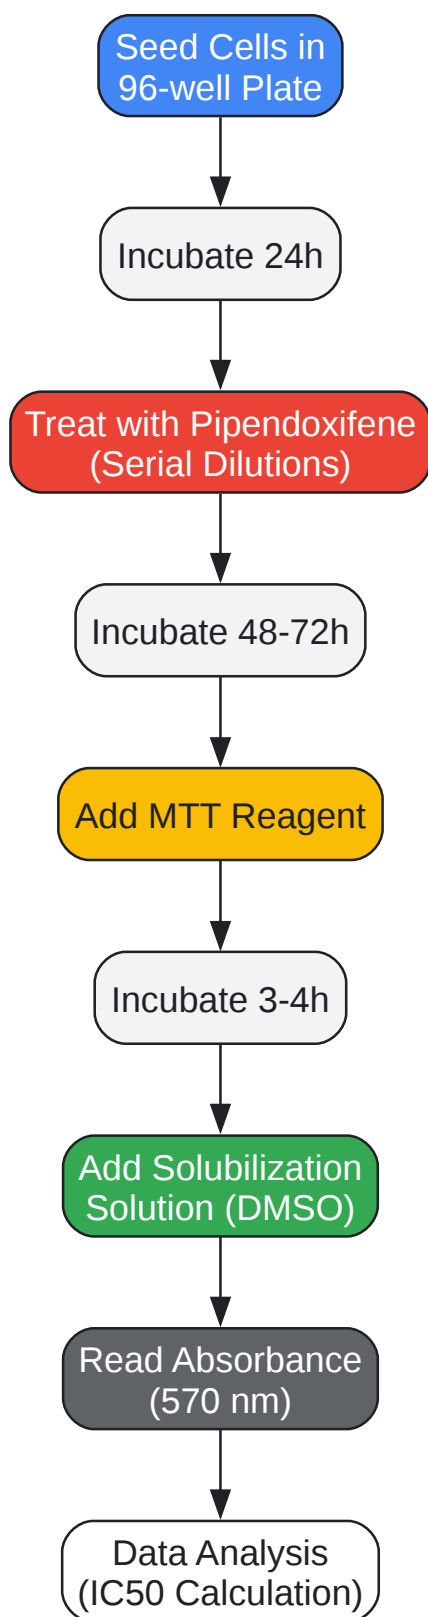 Seed Cells in
96-well Plate
Incubate 24h
Treat with Pipendoxifene
(Serial Dilutions)
Incubate 48-72h
Add MTT Reagent
Incubate 3-4h
Add Solubilization
Solution (DMSO)
Read Absorbance
(570 nm)
Data Analysis
(IC50 Calculation)